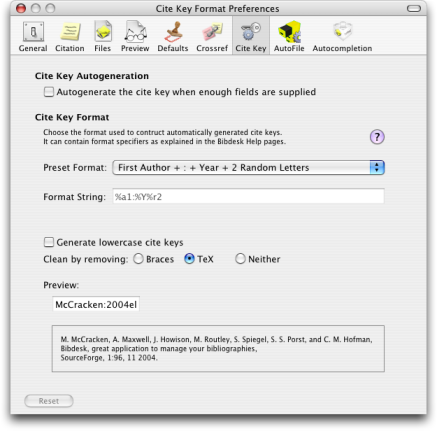 Cite Key Format Preferences
General Citation Files Preview Defaults Crossref Cite Key AutoFile Autocompletion
Cite Key Autogeneration
Autogenerate the cite key when enough fields are supplied
Cite Key Format
Choose the format used to contruct automatically generated cite keys.
It can contain format specifiers as explained in the Bibdesk Help pages.
?
Preset Format: First Author + : + Year + 2 Random Letters
Format String: %a1:%Y%r2
Generate lowercase cite keys
Clean by removing: Braces TeX Neither
Preview:
McCracken:2004el
M. McCracken, A. Maxwell, J. Howison, M. Routley, S. Spiegel, S. S. Porst, and C. M. Hofman,
Bibdesk, great application to manage your bibliographies,
SourceForge, 1:96, 11 2004.
Reset